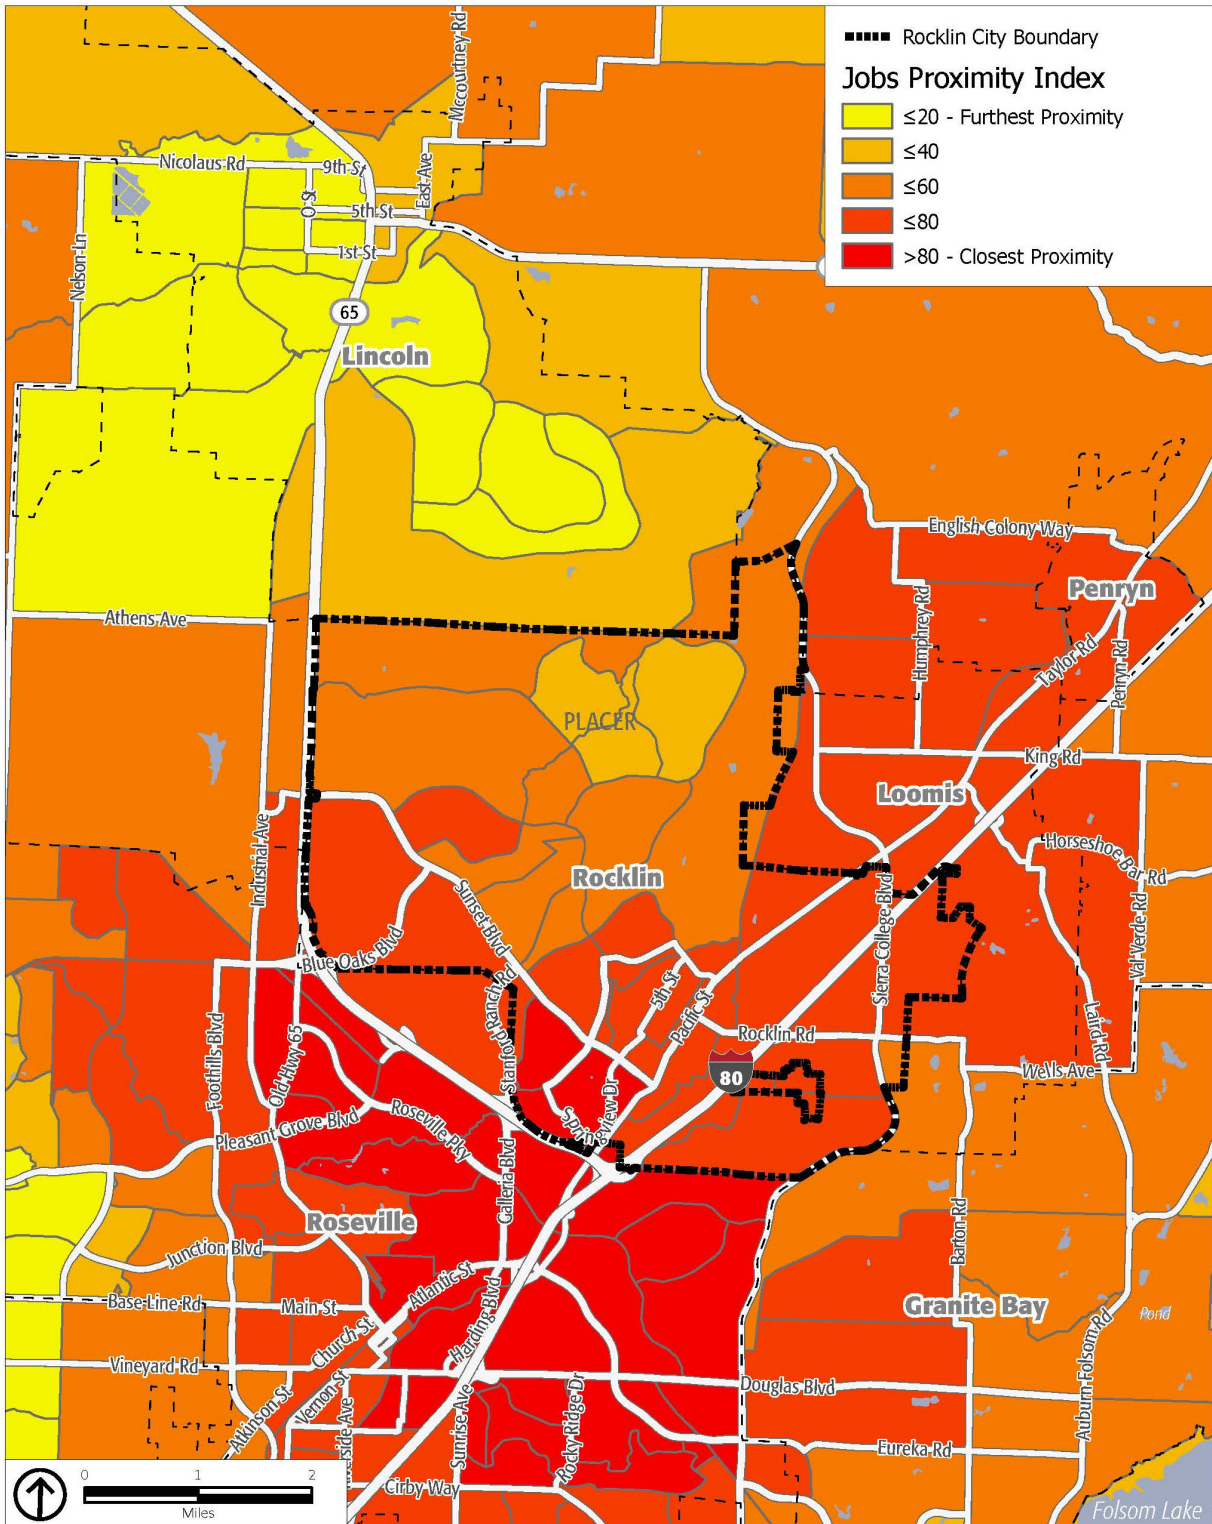 Rocklin City Boundary
Jobs Proximity Index
≤20 - Furthest Proximity
≤40
≤60
≤80
>80 - Closest Proximity
Mccourtney Rd
Nicolaus Rd
9th St
East Ave
O St
5th St
1st St
Nelson Ln
65
Lincoln
English Colony Way
Penryn
Athens Ave
Humphrey Rd
Taylor Rd
Penryn Rd
PLACER
King Rd
Loomis
Industrial Ave
Horseshoe Bar Rd
Rocklin
Sunset Blvd
Sierra College Blvd
Val Verde Rd
Blue Oaks Blvd
Stanford Ranch Rd
5th St
Pacific St
Rocklin Rd
Laird Rd
Foothills Blvd
Old Hwy 65
80
Wells Ave
Springview Dr
Pleasant Grove Blvd
Roseville Pky
Galleria Blvd
Roseville
Junction Blvd
Barton Rd
Atlantic St
Base Line Rd
Main St
Granite Bay
Pond
Church St
Harding Blvd
Auburn Folsom Rd
Vineyard Rd
Vernon St
Douglas Blvd
Atkinson St
Sunrise Ave
Rocky Ridge Dr
Eureka Rd
Cirby Way
0 1 2
Miles
Folsom Lake